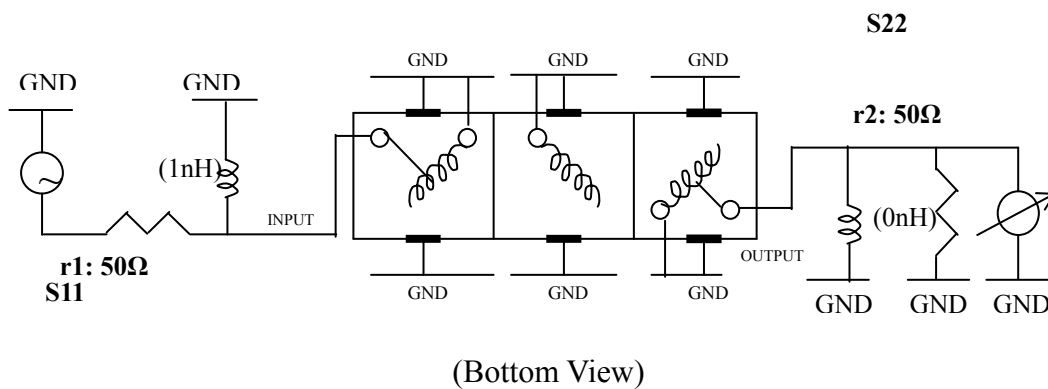 S22
GND
GND
GND
GND
GND
r2: 50Ω
(1nH)
INPUT
(0nH)
OUTPUT
r1: 50Ω
S11
GND
GND
GND
GND
GND
GND
(Bottom View)